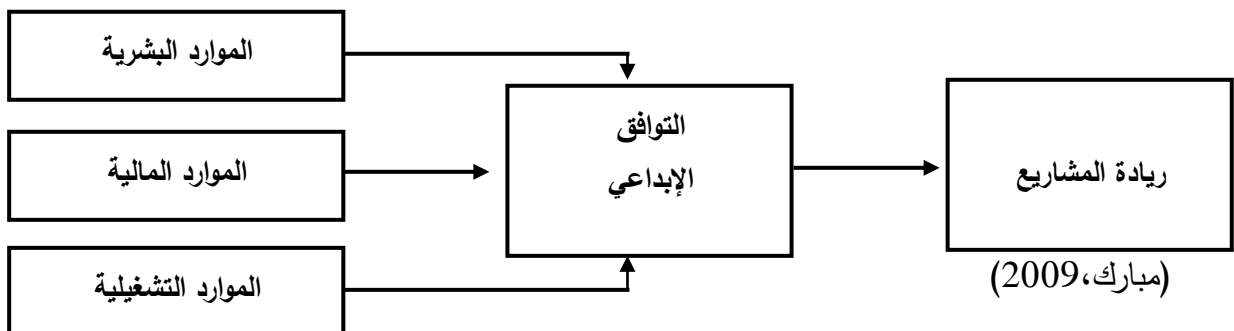 الموارد البشرية
الموارد المالية
الموارد التشغيلية
التوافق
الإبداعي
ريادة المشاريع
(مبارك،2009)